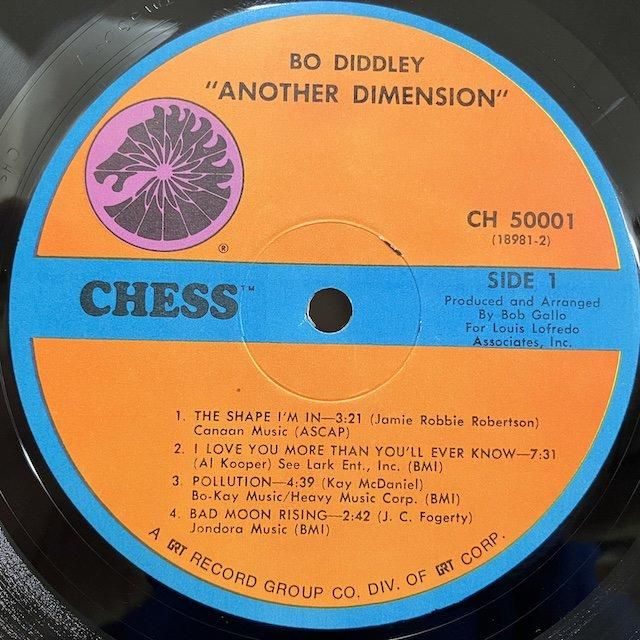 BO DIDDLEY
"ANOTHER DIMENSION"
CH 50001
(18981-2)
®
CHESS™
SIDE 1
Produced and Arranged
By Bob Gallo
For Louis Lofredo
Associates, Inc.
1. THE SHAPE I'M IN—3:21 (Jamie Robbie Robertson)
Canaan Music (ASCAP)
2. I LOVE YOU MORE THAN YOU'LL EVER KNOW—7:31
(Al Kooper) See Lark Ent., Inc. (BMI)
3. POLLUTION—4:39 (Kay McDaniel)
Bo-Kay Music/Heavy Music Corp. (BMI)
4. BAD MOON RISING—2:42 (J. C. Fogerty)
Jondora Music (BMI)
A GRT RECORD GROUP CO. DIV. OF GRT CORP.